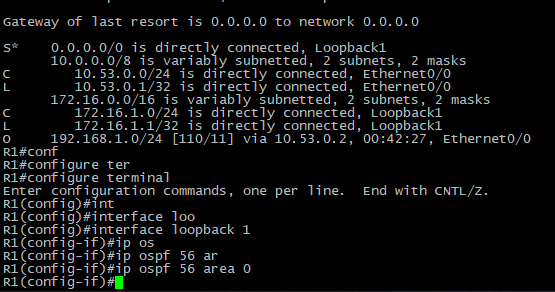 Gateway of last resort is 0.0.0.0 to network 0.0.0.0
S*    0.0.0.0/0 is directly connected, Loopback1
      10.0.0.0/8 is variably subnetted, 2 subnets, 2 masks
C        10.53.0.0/24 is directly connected, Ethernet0/0
L        10.53.0.1/32 is directly connected, Ethernet0/0
      172.16.0.0/16 is variably subnetted, 2 subnets, 2 masks
C        172.16.1.0/24 is directly connected, Loopback1
L        172.16.1.1/32 is directly connected, Loopback1
O     192.168.1.0/24 [110/11] via 10.53.0.2, 00:42:27, Ethernet0/0
R1#conf
R1#configure ter
R1#configure terminal
Enter configuration commands, one per line.  End with CNTL/Z.
R1(config)#int
R1(config)#interface loo
R1(config)#interface loopback 1
R1(config-if)#ip os
R1(config-if)#ip ospf 56 ar
R1(config-if)#ip ospf 56 area 0
R1(config-if)#